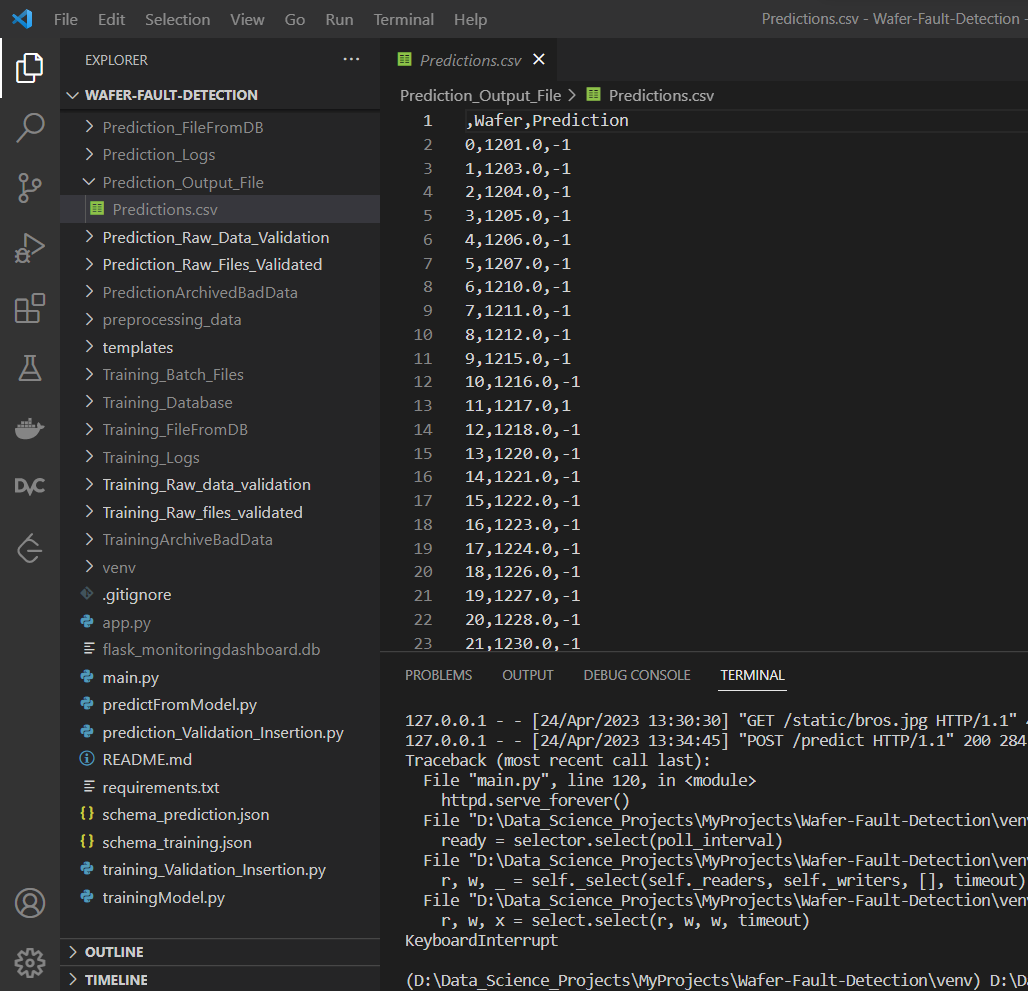 File Edit Selection View Go Run Terminal Help Predictions.csv - Wafer-Fault-Detection -
EXPLORER ···
WAFER-FAULT-DETECTION
Prediction_FileFromDB
Prediction_Logs
Prediction_Output_File
Predictions.csv
Prediction_Raw_Data_Validation
Prediction_Raw_Files_Validated
PredictionArchivedBadData
preprocessing_data
templates
Training_Batch_Files
Training_Database
Training_FileFromDB
Training_Logs
Training_Raw_data_validation
Training_Raw_files_validated
TrainingArchiveBadData
venv
.gitignore
app.py
flask_monitoringdashboard.db
main.py
predictFromModel.py
prediction_Validation_Insertion.py
README.md
requirements.txt
schema_prediction.json
schema_training.json
training_Validation_Insertion.py
trainingModel.py
OUTLINE
TIMELINE
DVC
Predictions.csv
Prediction_Output_File > Predictions.csv
1 ,Wafer,Prediction
2 0,1201.0,-1
3 1,1203.0,-1
4 2,1204.0,-1
5 3,1205.0,-1
6 4,1206.0,-1
7 5,1207.0,-1
8 6,1210.0,-1
9 7,1211.0,-1
10 8,1212.0,-1
11 9,1215.0,-1
12 10,1216.0,-1
13 11,1217.0,1
14 12,1218.0,-1
15 13,1220.0,-1
16 14,1221.0,-1
17 15,1222.0,-1
18 16,1223.0,-1
19 17,1224.0,-1
20 18,1226.0,-1
21 19,1227.0,-1
22 20,1228.0,-1
23 21,1230.0,-1
PROBLEMS OUTPUT DEBUG CONSOLE TERMINAL
127.0.0.1 - - [24/Apr/2023 13:30:30] "GET /static/bros.jpg HTTP/1.1"
127.0.0.1 - - [24/Apr/2023 13:34:45] "POST /predict HTTP/1.1" 200 284
Traceback (most recent call last):
File "main.py", line 120, in <module>
httpd.serve_forever()
File "D:\Data_Science_Projects\MyProjects\Wafer-Fault-Detection\venv
ready = selector.select(poll_interval)
File "D:\Data_Science_Projects\MyProjects\Wafer-Fault-Detection\venv
r, w, _ = self._select(self._readers, self._writers, [], timeout)
File "D:\Data_Science_Projects\MyProjects\Wafer-Fault-Detection\venv
r, w, x = select.select(r, w, w, timeout)
KeyboardInterrupt
(D:\Data_Science_Projects\MyProjects\Wafer-Fault-Detection\venv) D:\D